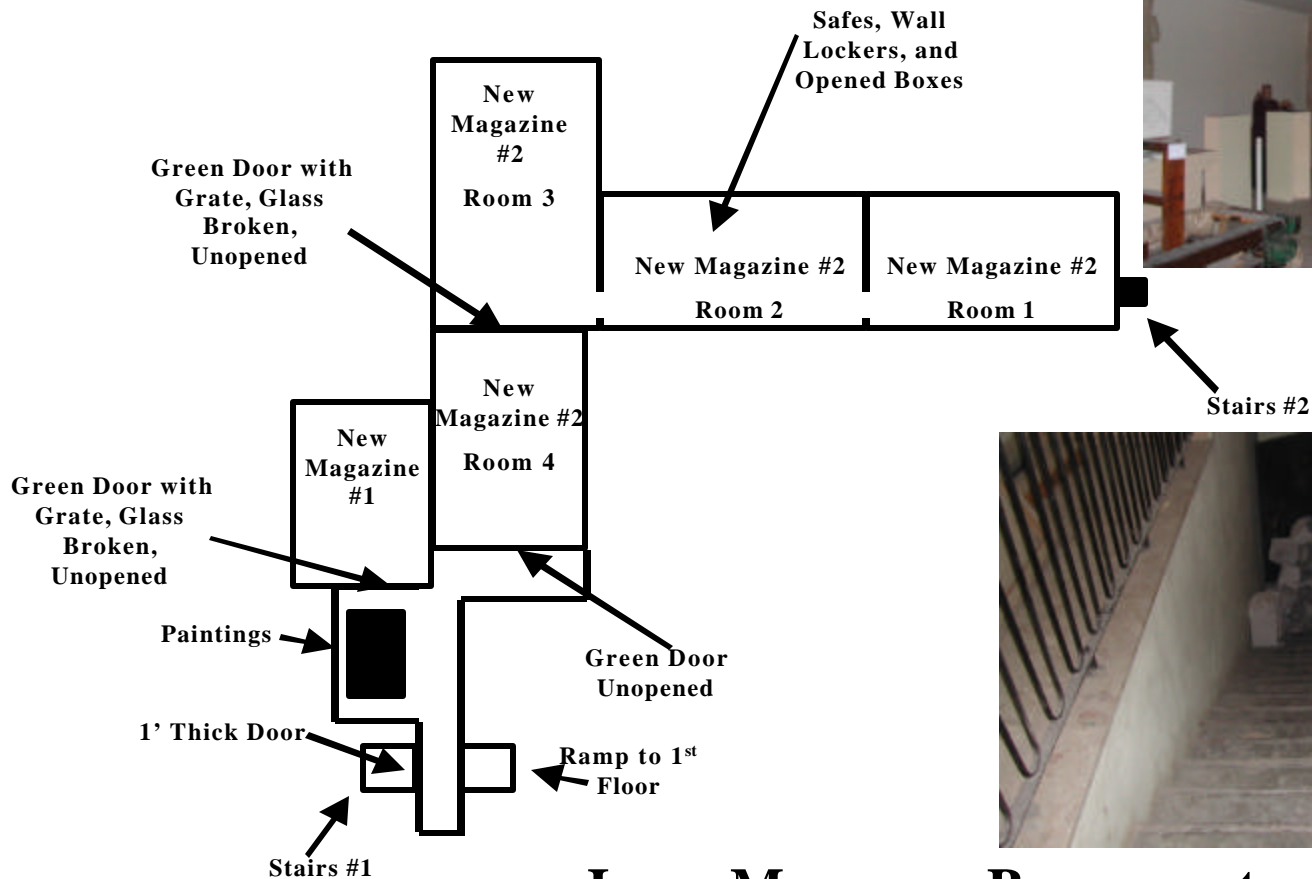 Safes, Wall
Lockers, and
Opened Boxes
New
Magazine
#2
Room 3
Green Door with
Grate, Glass
Broken,
Unopened
New Magazine #2
Room 2
New Magazine #2
Room 1
Stairs #2
New
Magazine #2
Room 4
New
Magazine
#1
Green Door with
Grate, Glass
Broken,
Unopened
Paintings
Green Door
Unopened
1’ Thick Door
Ramp to 1st
Floor
Stairs #1